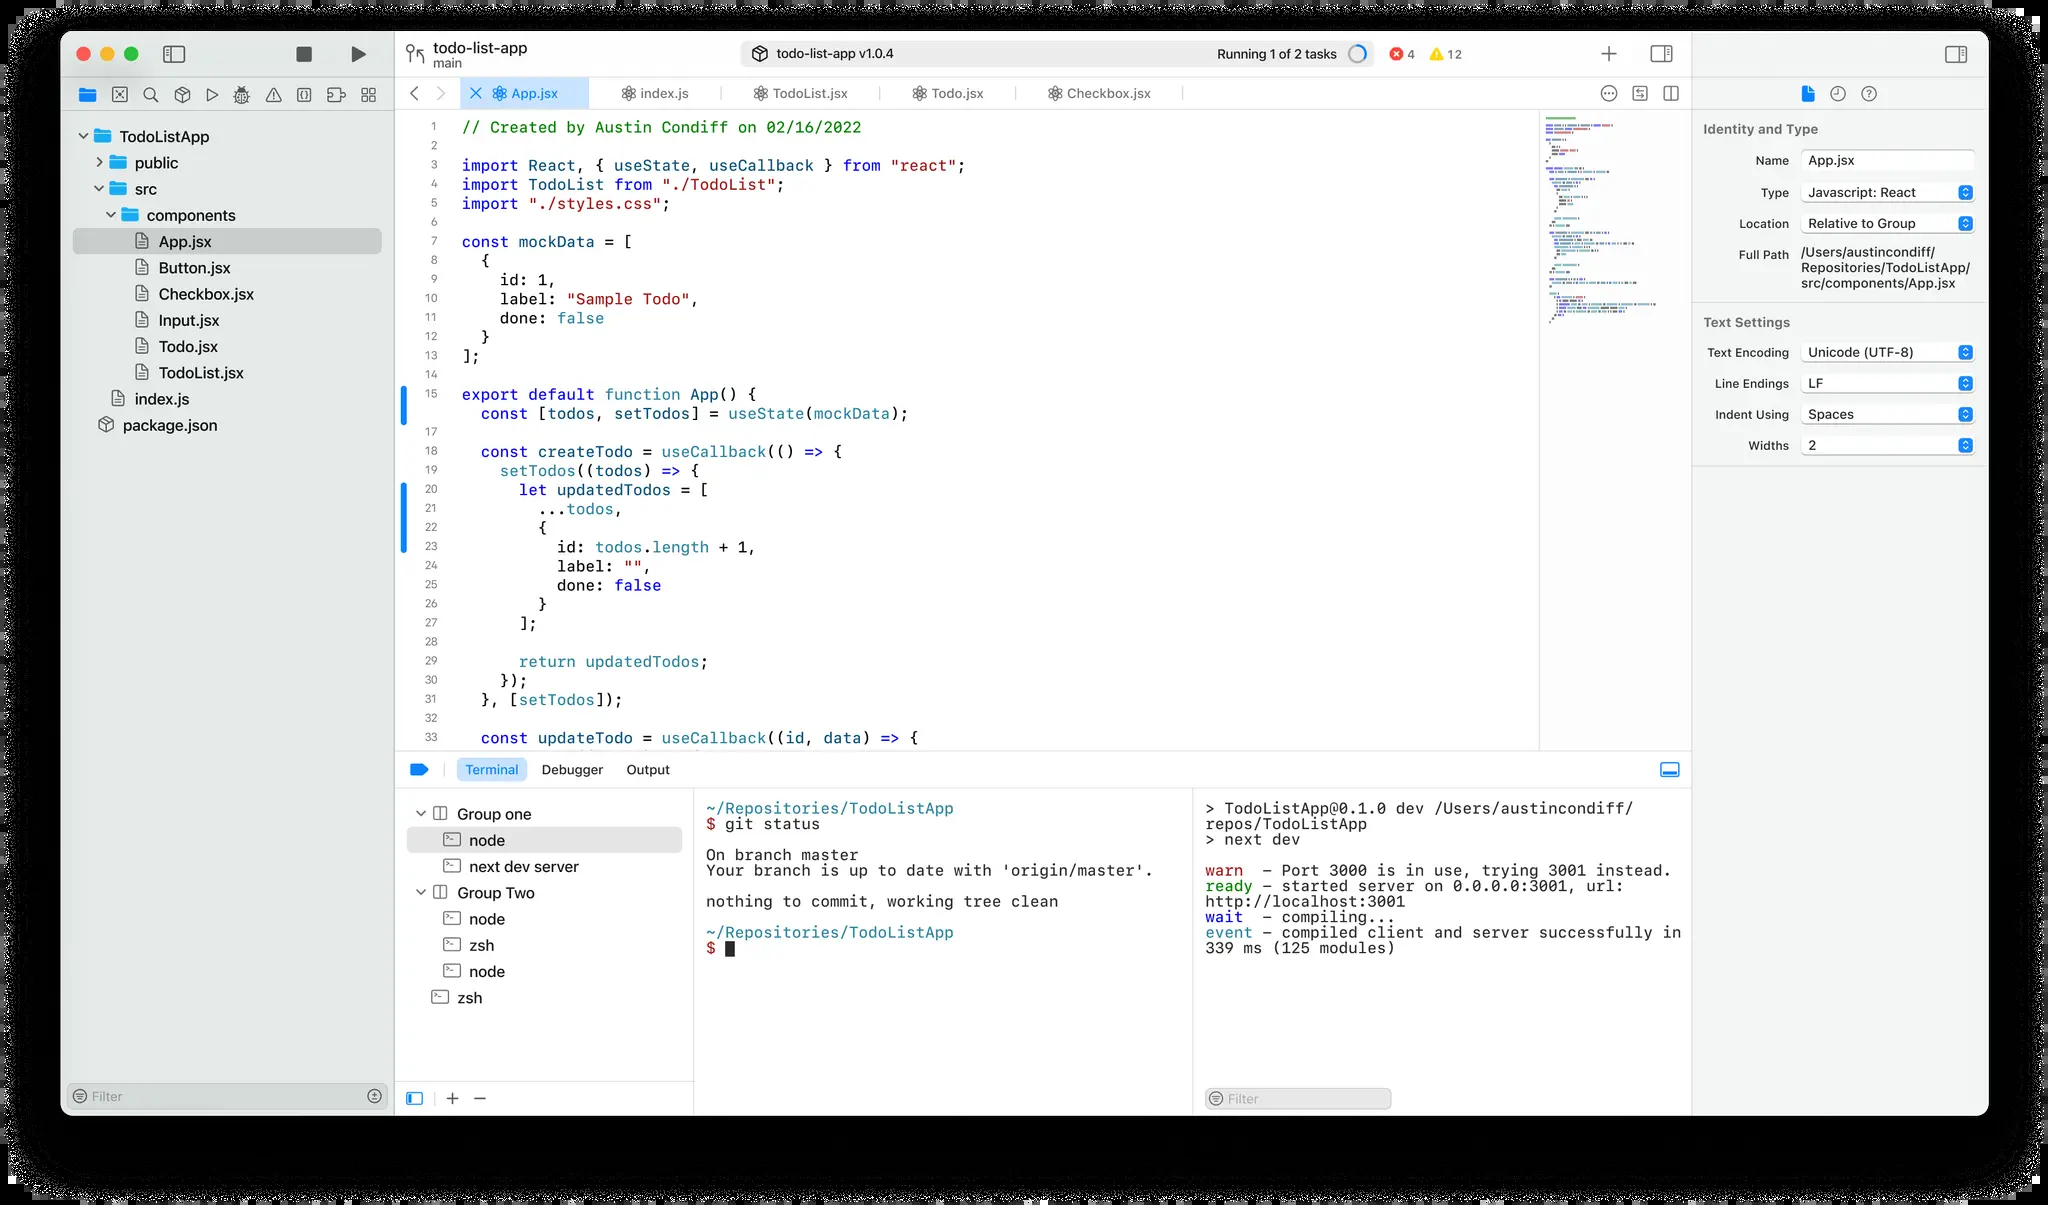 todo-list-app
main
todo-list-app v1.0.4
Running 1 of 2 tasks
4
12
TodoListApp
public
src
components
App.jsx
Button.jsx
Checkbox.jsx
Input.jsx
Todo.jsx
TodoList.jsx
index.js
package.json
Filter
App.jsx
index.js
TodoList.jsx
Todo.jsx
Checkbox.jsx
1 // Created by Austin Condiff on 02/16/2022
2
3 import React, { useState, useCallback } from "react";
4 import TodoList from "./TodoList";
5 import "./styles.css";
6
7 const mockData = [
8 {
9 id: 1,
10 label: "Sample Todo",
11 done: false
12 }
13 ];
14
15 export default function App() {
const [todos, setTodos] = useState(mockData);
17
18 const createTodo = useCallback(() => {
19 setTodos((todos) => {
20 let updatedTodos = [
21 ...todos,
22 {
23 id: todos.length + 1,
24 label: "",
25 done: false
26 }
27 ];
28
29 return updatedTodos;
30 });
31 }, [setTodos]);
32
33 const updateTodo = useCallback((id, data) => {
Terminal
Debugger
Output
Group one
node
next dev server
Group Two
node
zsh
node
zsh
~/Repositories/TodoListApp
$ git status
On branch master
Your branch is up to date with 'origin/master'.
nothing to commit, working tree clean
~/Repositories/TodoListApp
$
> TodoListApp@0.1.0 dev /Users/austincondiff/
repos/TodoListApp
> next dev
warn – Port 3000 is in use, trying 3001 instead.
ready – started server on 0.0.0.0:3001, url:
http://localhost:3001
wait – compiling...
event – compiled client and server successfully in
339 ms (125 modules)
Filter
Identity and Type
Name App.jsx
Type Javascript: React
Location Relative to Group
Full Path /Users/austincondiff/
Repositories/TodoListApp/
src/components/App.jsx
Text Settings
Text Encoding Unicode (UTF-8)
Line Endings LF
Indent Using Spaces
Widths 2